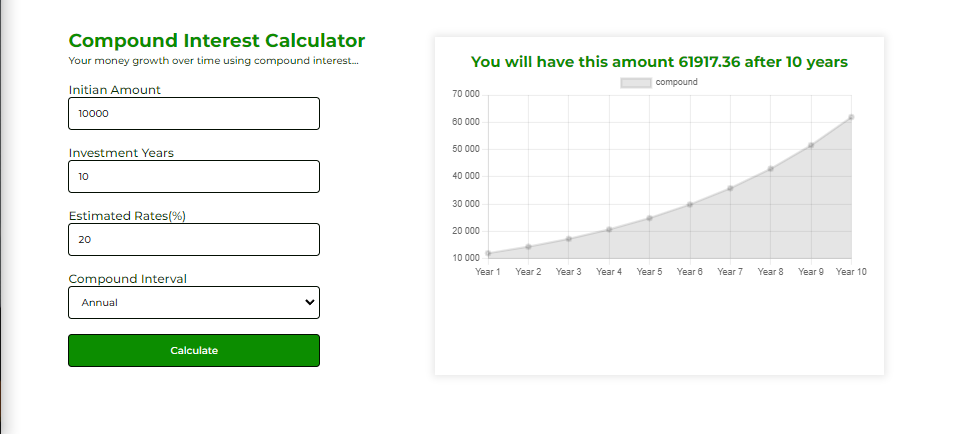 Compound Interest Calculator
Your money growth over time using compound interest...
Initian Amount
10000
Investment Years
10
Estimated Rates(%)
20
Compound Interval
Annual
Calculate
You will have this amount 61917.36 after 10 years
compound
70 000
60 000
50 000
40 000
30 000
20 000
10 000
Year 1 Year 2 Year 3 Year 4 Year 5 Year 6 Year 7 Year 8 Year 9 Year 10